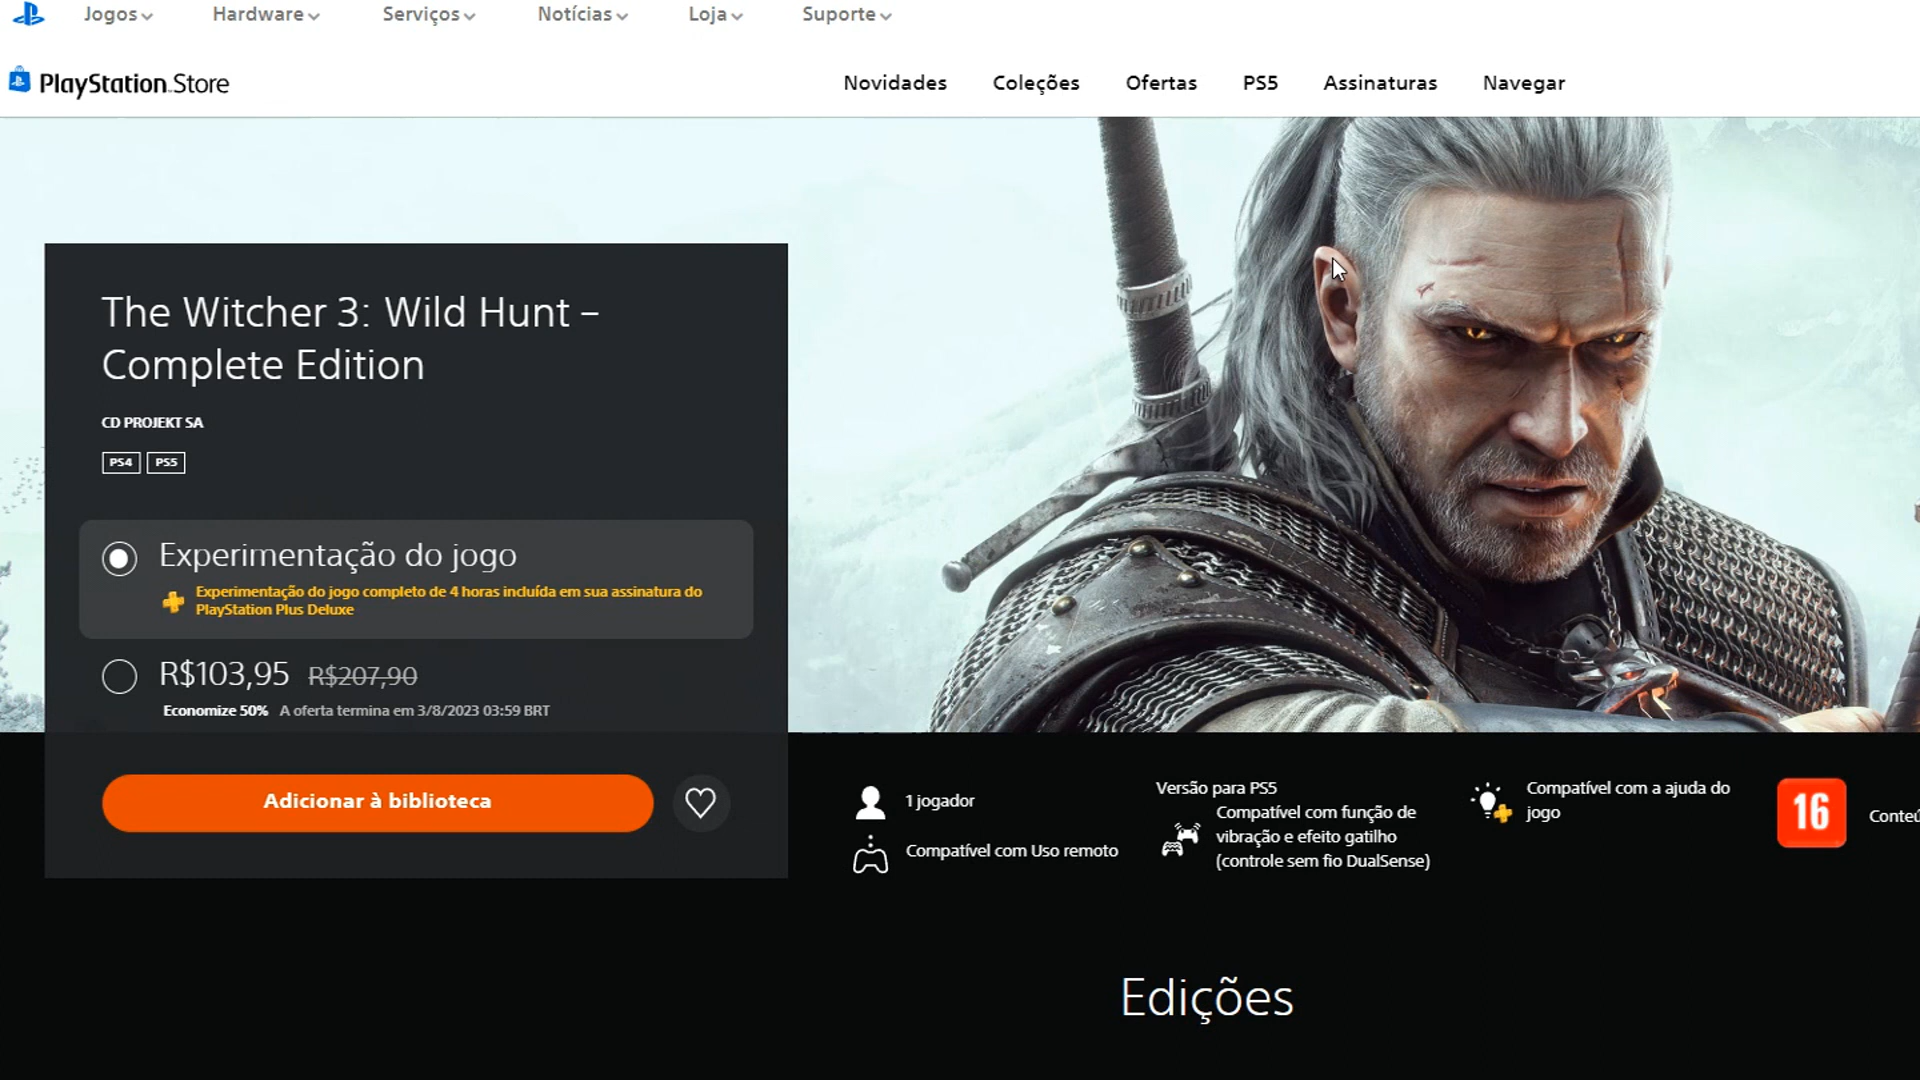 Jogos
Hardware
Serviços
Notícias
Loja
Suporte
PlayStation Store
Novidades
Coleções
Ofertas
PS5
Assinaturas
Navegar
The Witcher 3: Wild Hunt –
Complete Edition
CD PROJEKT SA
PS4 PS5
Experimentação do jogo
Experimentação do jogo completo de 4 horas incluída em sua assinatura do
PlayStation Plus Deluxe
R$103,95 R$207,90
Economize 50% A oferta termina em 3/8/2023 03:59 BRT
Adicionar à biblioteca
1 jogador
Compatível com Uso remoto
Versão para PS5
Compatível com função de
vibração e efeito gatilho
(controle sem fio DualSense)
Compatível com a ajuda do
jogo
16
Edições